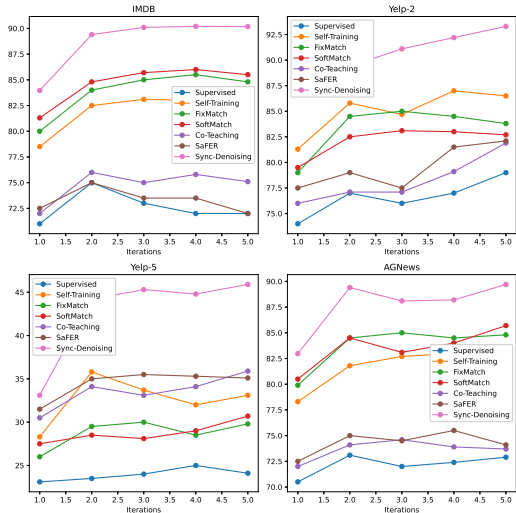 IMDB
90.0
87.5
85.0
82.5
80.0
77.5
75.0
72.5
Supervised
Self-Training
FixMatch
SoftMatch
Co-Teaching
SaFER
Sync-Denoising
1.0 1.5 2.0 2.5 3.0 3.5 4.0 4.5 5.0
Iterations
Yelp-2
92.5
90.0
87.5
85.0
82.5
80.0
77.5
75.0
Supervised
Self-Training
FixMatch
SoftMatch
Co-Teaching
SaFER
Sync-Denoising
1.0 1.5 2.0 2.5 3.0 3.5 4.0 4.5 5.0
Iterations
Yelp-5
45
40
35
30
25
Supervised
Self-Training
FixMatch
SoftMatch
Co-Teaching
SaFER
Sync-Denoising
1.0 1.5 2.0 2.5 3.0 3.5 4.0 4.5 5.0
Iterations
AGNews
90.0
87.5
85.0
82.5
80.0
77.5
75.0
72.5
70.0
Supervised
Self-Training
FixMatch
SoftMatch
Co-Teaching
SaFER
Sync-Denoising
1.0 1.5 2.0 2.5 3.0 3.5 4.0 4.5 5.0
Iterations